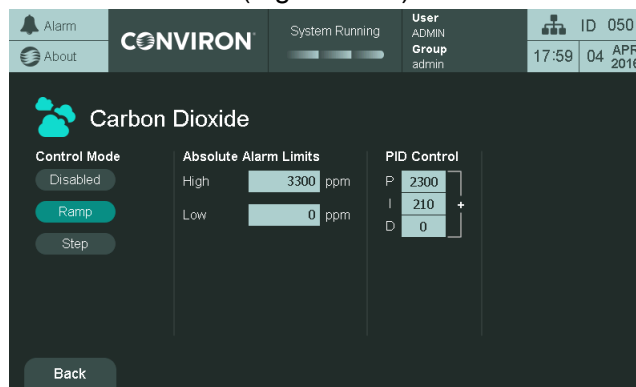 Alarm
About
CONVIRON
System Running
User
ADMIN
Group
admin
ID 050
17:59
04 APR 2016
Carbon Dioxide
Control Mode
Disabled
Ramp
Step
Absolute Alarm Limits
High 3300 ppm
Low 0 ppm
PID Control
P 2300
I 210 +
D 0
Back